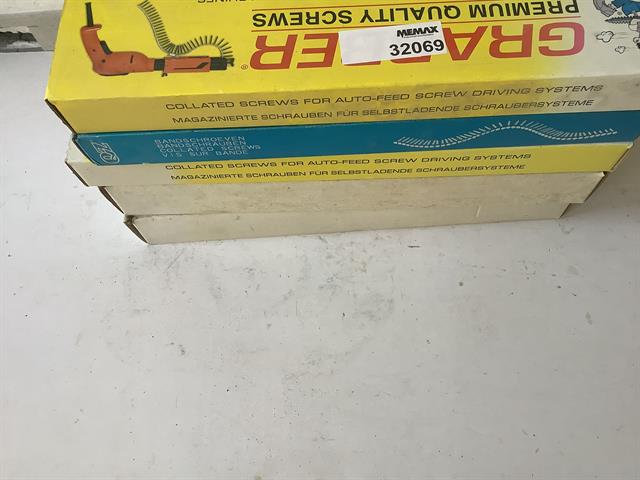 PREMIUM QUALITY SCREWS
MEMAX
32069
COLLATED SCREWS FOR AUTO-FEED SCREW DRIVING SYSTEMS
MAGAZINIERTE SCHRAUBEN FÜR SELBSTLADENDE SCHRAUBERSYSTEME
BANDSCHROEVEN
BANDSCHRAUBEN
COLLATED SCREWS
VIS SUR BANDE
COLLATED SCREWS FOR AUTO-FEED SCREW DRIVING SYSTEMS
MAGAZINIERTE SCHRAUBEN FÜR SELBSTLADENDE SCHRAUBERSYSTEME